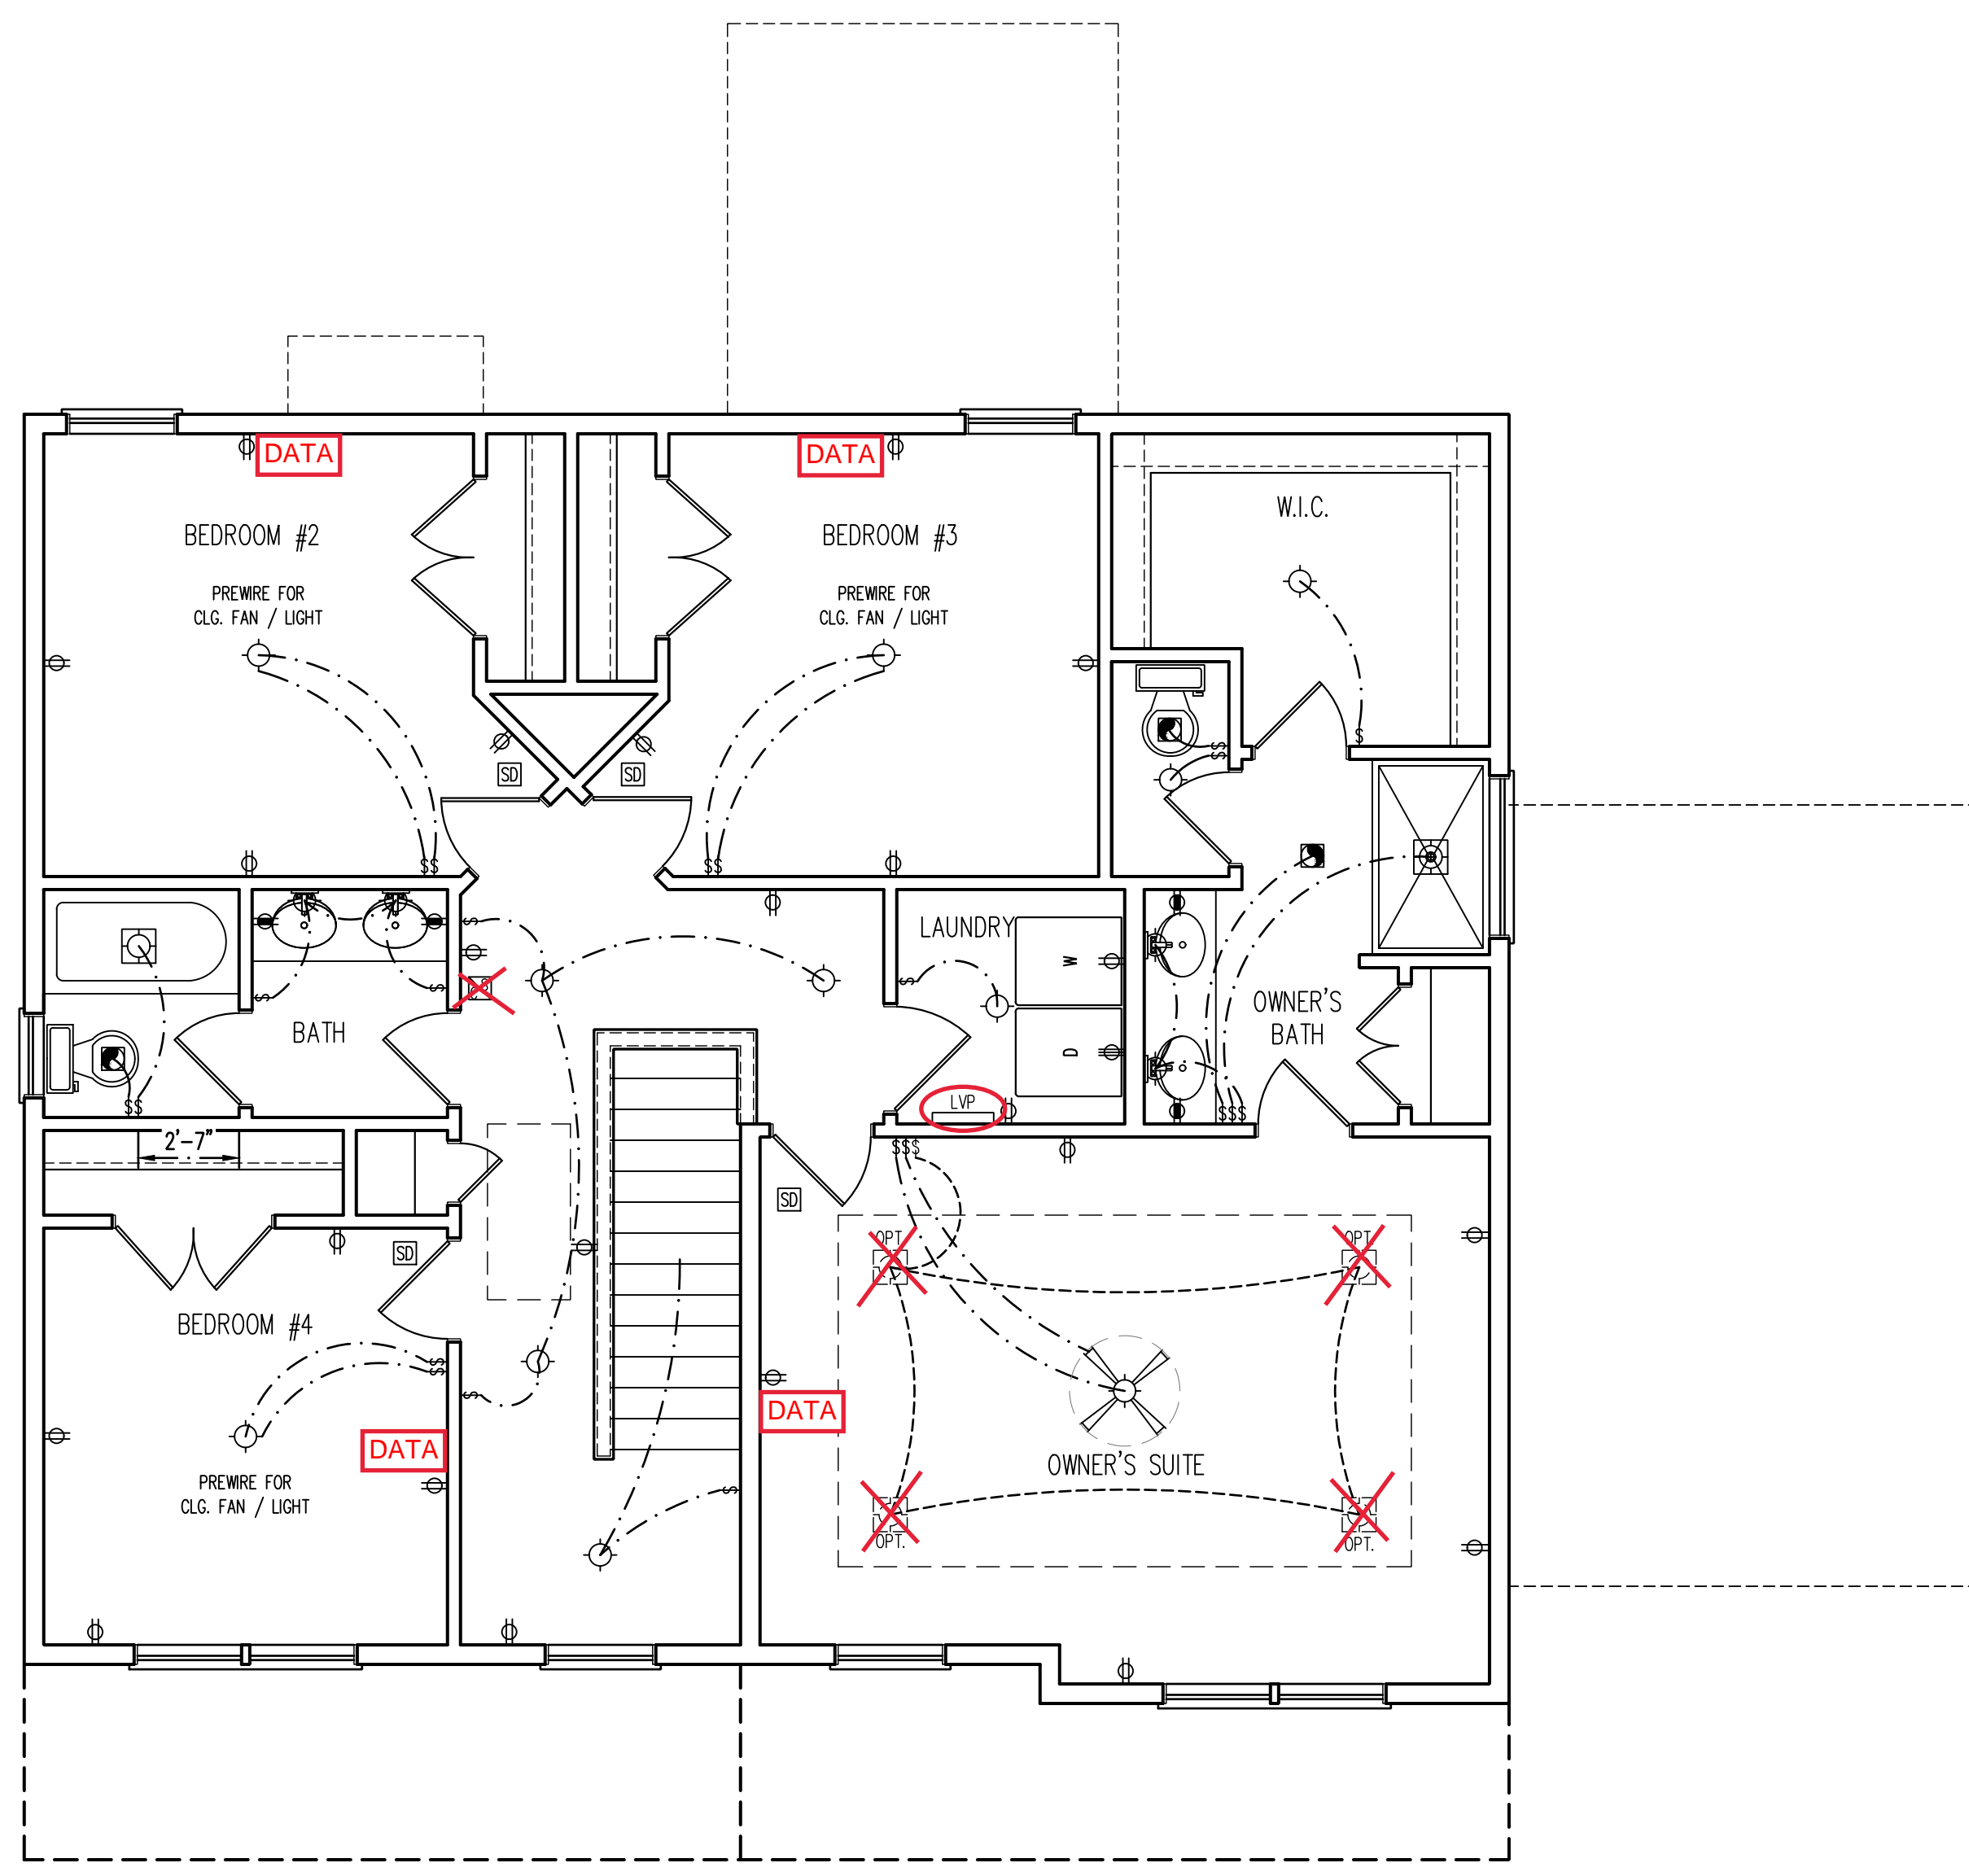 DATA
DATA
W.I.C.
BEDROOM #2
BEDROOM #3
PREWIRE FOR
CLG. FAN / LIGHT
PREWIRE FOR
CLG. FAN / LIGHT
$$
$
SD
SD
$$
$$
$
LAUNDRY
W
$
$
$
OWNER'S
BATH
BATH
D
LVP
$$
$$$
2'-7"
$$$
SD
SD
OPT.
OPT.
BEDROOM #4
$$
$
DATA
DATA
OWNER'S SUITE
PREWIRE FOR
CLG. FAN / LIGHT
$
OPT.
OPT.